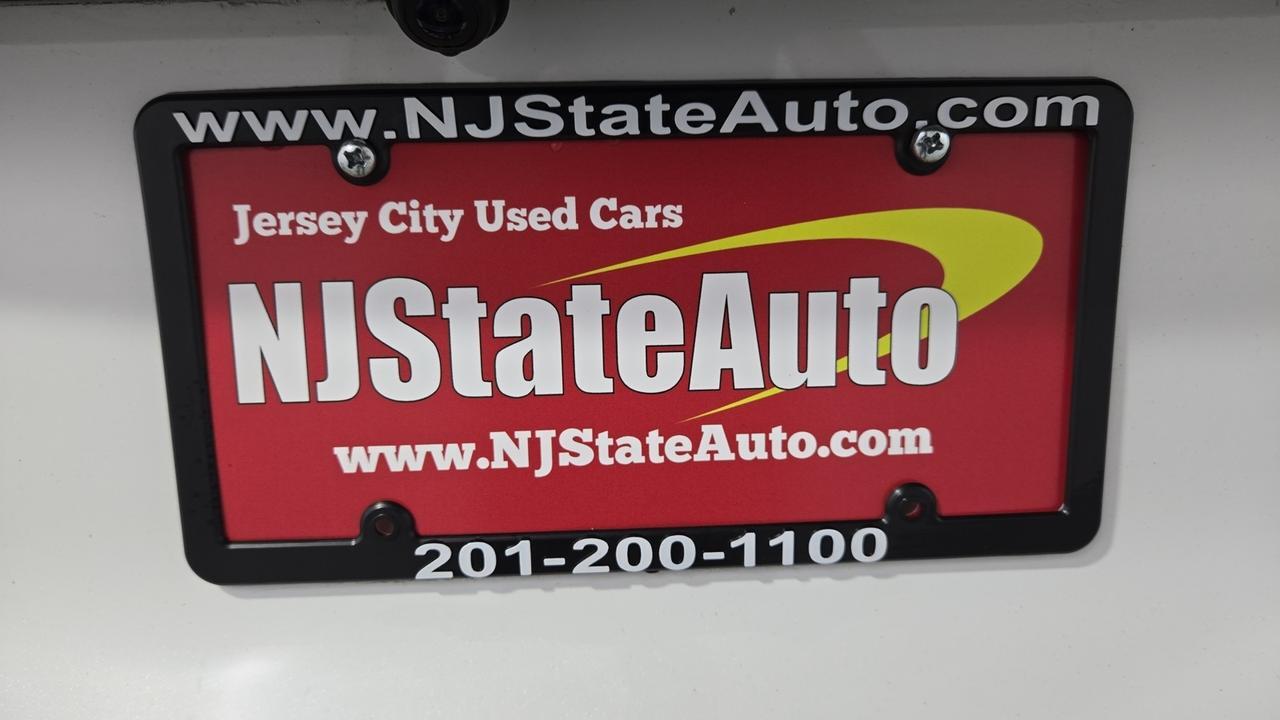 www.NJStateAuto.com
Jersey City Used Cars
NJStateAuto
www.NJStateAuto.com
201-200-1100